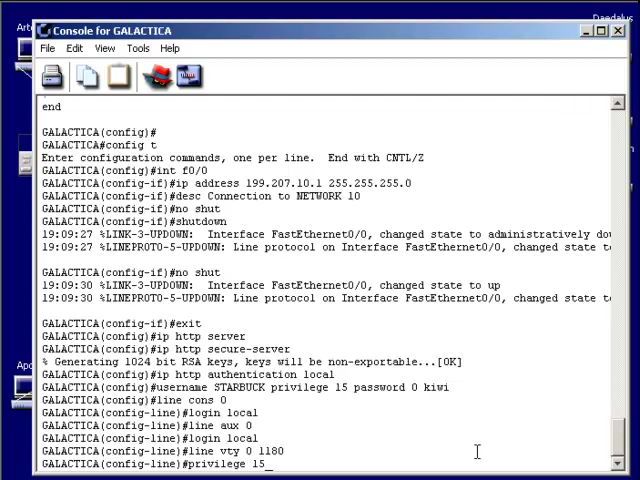 Daedalus
Arte
Console for GALACTICA
File Edit View Tools Help
end
GALACTICA(config)#
GALACTICA#config t
Enter configuration commands, one per line. End with CNTL/Z
GALACTICA(config)#int f0/0
GALACTICA(config-if)#ip address 199.207.10.1 255.255.255.0
GALACTICA(config-if)#desc Connection to NETWORK 10
GALACTICA(config-if)#no shut
GALACTICA(config-if)#shutdown
19:09:27 %LINK-3-UPDOWN: Interface FastEthernet0/0, changed state to administratively dow
19:09:27 %LINEPROTO-5-UPDOWN: Line protocol on Interface FastEthernet0/0, changed state to
GALACTICA(config-if)#no shut
19:09:30 %LINK-3-UPDOWN: Interface FastEthernet0/0, changed state to up
19:09:30 %LINEPROTO-5-UPDOWN: Line protocol on Interface FastEthernet0/0, changed state to
GALACTICA(config-if)#exit
GALACTICA(config)#ip http server
GALACTICA(config)#ip http secure-server
% Generating 1024 bit RSA keys, keys will be non-exportable...[OK]
GALACTICA(config)#ip http authentication local
GALACTICA(config)#username STARBUCK privilege 15 password 0 kiwi
GALACTICA(config)#line cons 0
GALACTICA(config-line)#login local
GALACTICA(config-line)#line aux 0
GALACTICA(config-line)#login local
GALACTICA(config-line)#line vty 0 1180
Apo
GALACTICA(config-line)#privilege 15_